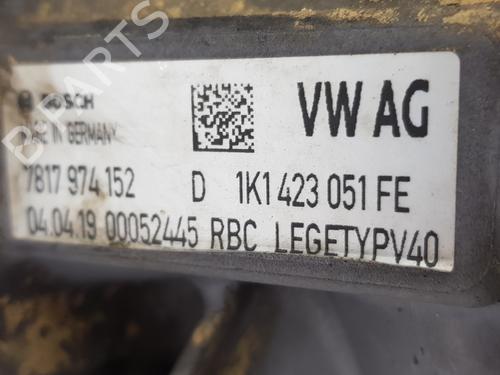 BOSCH VW AG
MADE IN GERMANY
7817 974 152 D 1K1 423 051 FE
04.04.19 00052445 RBC LEGETYPV40